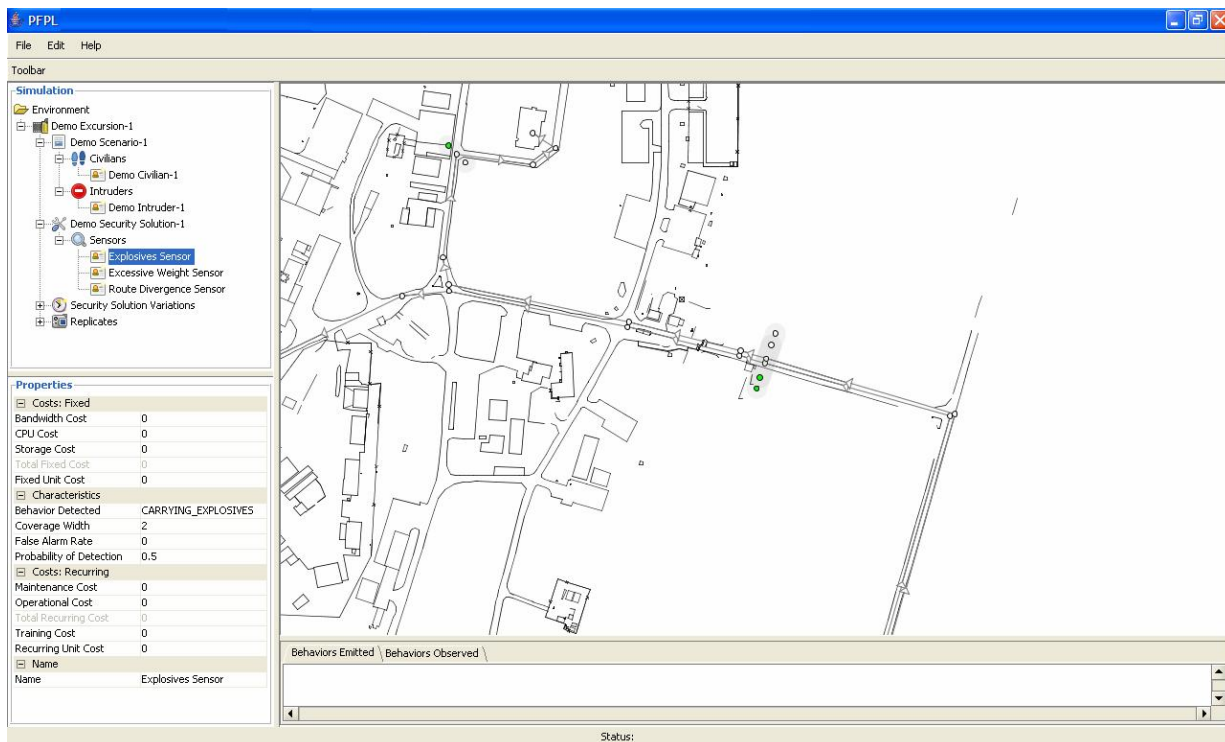 PFPL
File Edit Help
Toolbar
Simulation
Environment
Demo Excursion-1
Demo Scenario-1
Civilians
Demo Civilian-1
Intruders
Demo Intruder-1
Demo Security Solution-1
Sensors
Explosives Sensor
Excessive Weight Sensor
Route Divergence Sensor
Security Solution Variations
Replicates
Properties
Costs: Fixed
Bandwidth Cost 0
CPU Cost 0
Storage Cost 0
Total Fixed Cost 0
Fixed Unit Cost 0
Characteristics
Behavior Detected CARRYING_EXPLOSIVES
Coverage Width 2
False Alarm Rate 0
Probability of Detection 0.5
Costs: Recurring
Maintenance Cost 0
Operational Cost 0
Total Recurring Cost 0
Training Cost 0
Recurring Unit Cost 0
Name
Name Explosives Sensor
Behaviors Emitted Behaviors Observed
Status: